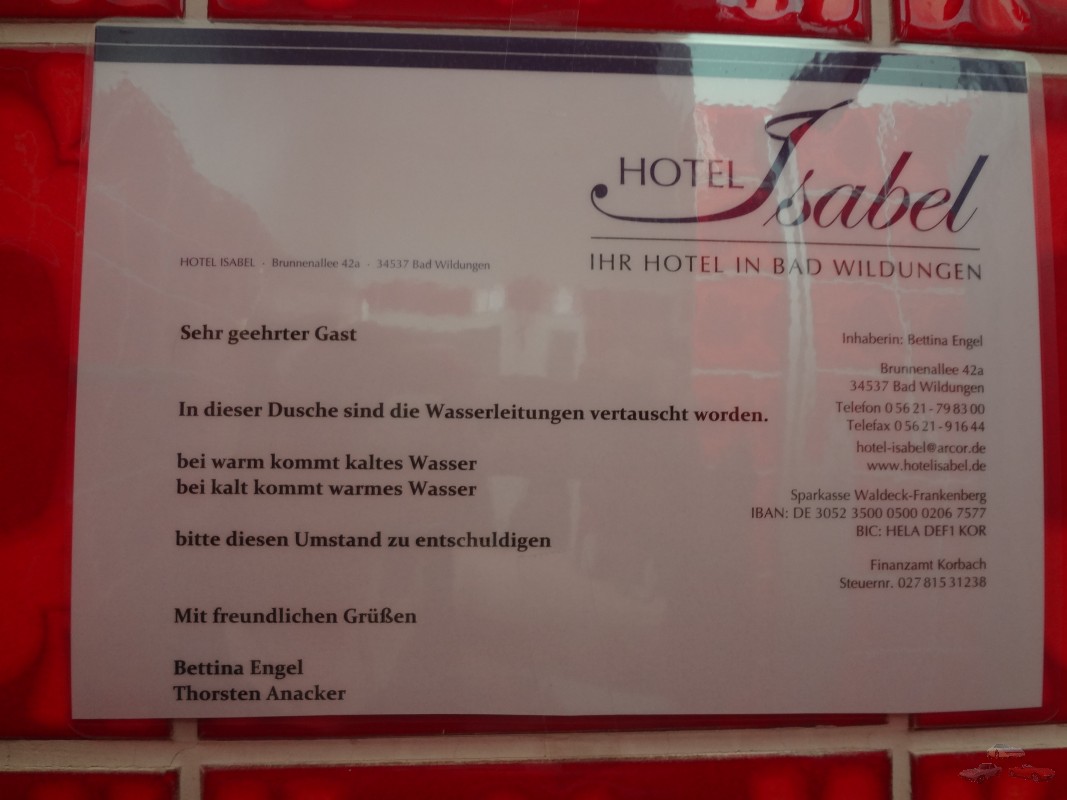 HOTEL Isabel
IHR HOTEL IN BAD WILDUNGEN
HOTEL ISABEL · Brunnenallee 42a · 34537 Bad Wildungen
Sehr geehrter Gast
In dieser Dusche sind die Wasserleitungen vertauscht worden.
bei warm kommt kaltes Wasser
bei kalt kommt warmes Wasser
bitte diesen Umstand zu entschuldigen
Mit freundlichen Grüßen
Bettina Engel
Thorsten Anacker
Inhaberin: Bettina Engel
Brunnenallee 42a
34537 Bad Wildungen
Telefon 0 56 21 - 79 83 00
Telefax 0 56 21 - 9 16 44
hotel-isabel@arcor.de
www.hotelisabel.de
Sparkasse Waldeck-Frankenberg
IBAN: DE 3052 3500 0500 0206 7577
BIC: HELA DEF1 KOR
Finanzamt Korbach
Steuernr. 027 815 31238